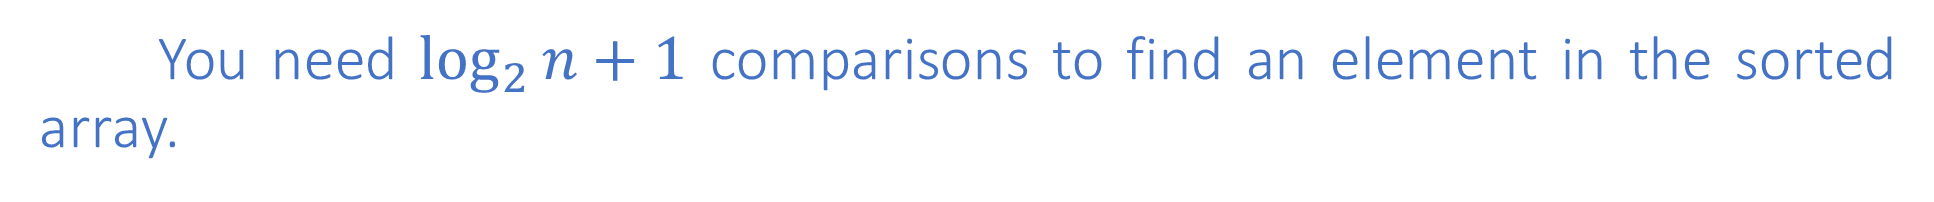 You need log₂ n + 1 comparisons to find an element in the sorted
array.